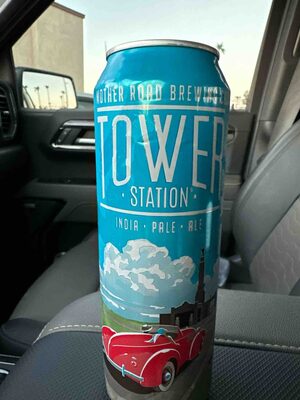 MOTHER ROAD BREWING
TOWER
STATION
INDIA • PALE • ALE